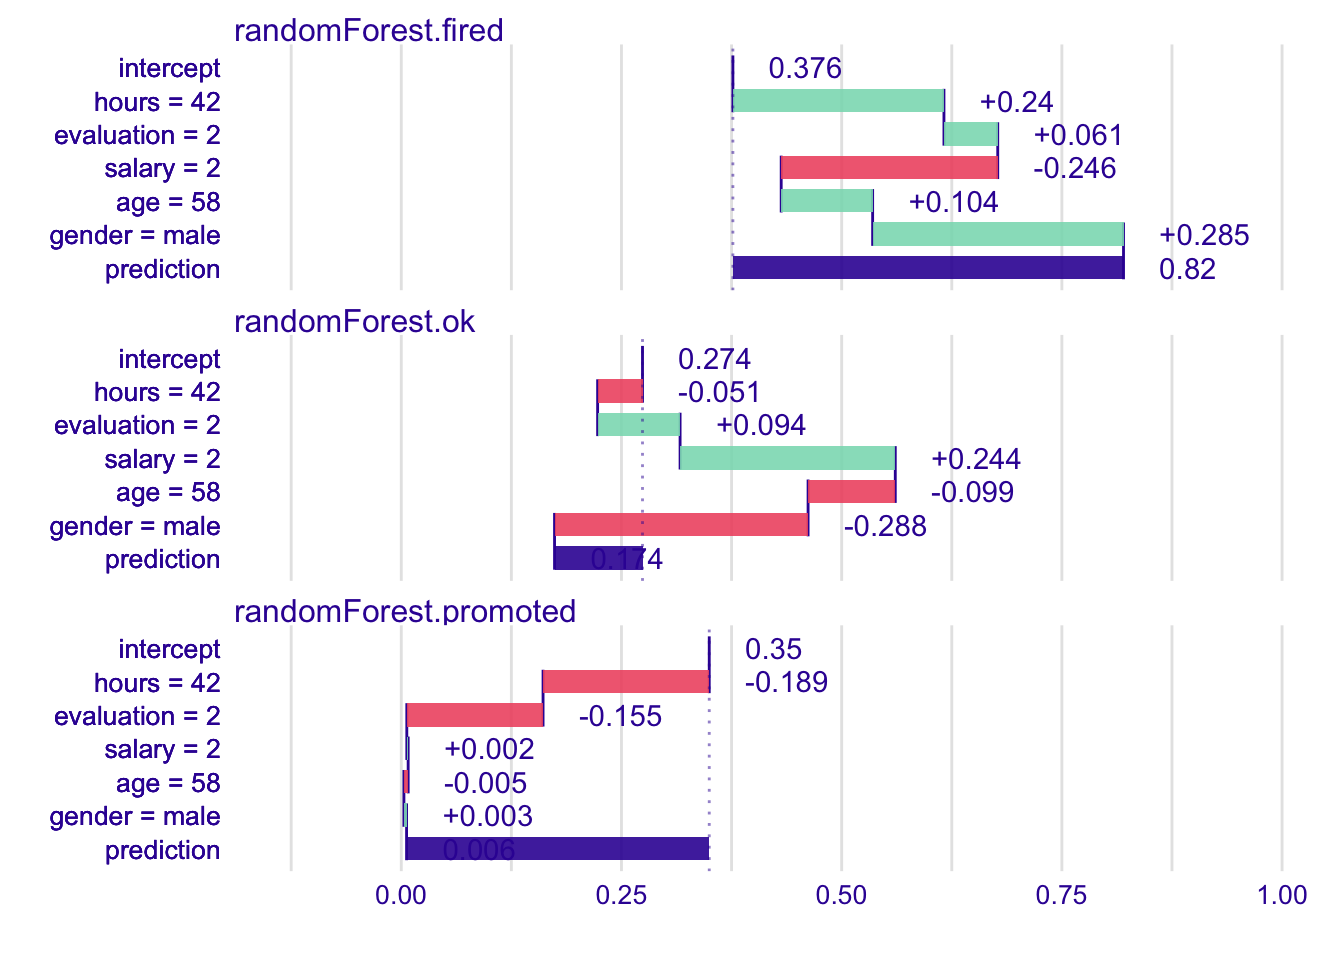 randomForest.fired
intercept 0.376
hours = 42 +0.24
evaluation = 2 +0.061
salary = 2 -0.246
age = 58 +0.104
gender = male +0.285
prediction 0.82
randomForest.ok
intercept 0.274
hours = 42 -0.051
evaluation = 2 +0.094
salary = 2 +0.244
age = 58 -0.099
gender = male -0.288
prediction 0.174
randomForest.promoted
intercept 0.35
hours = 42 -0.189
evaluation = 2 -0.155
salary = 2 +0.002
age = 58 -0.005
gender = male +0.003
prediction 0.006
0.00 0.25 0.50 0.75 1.00